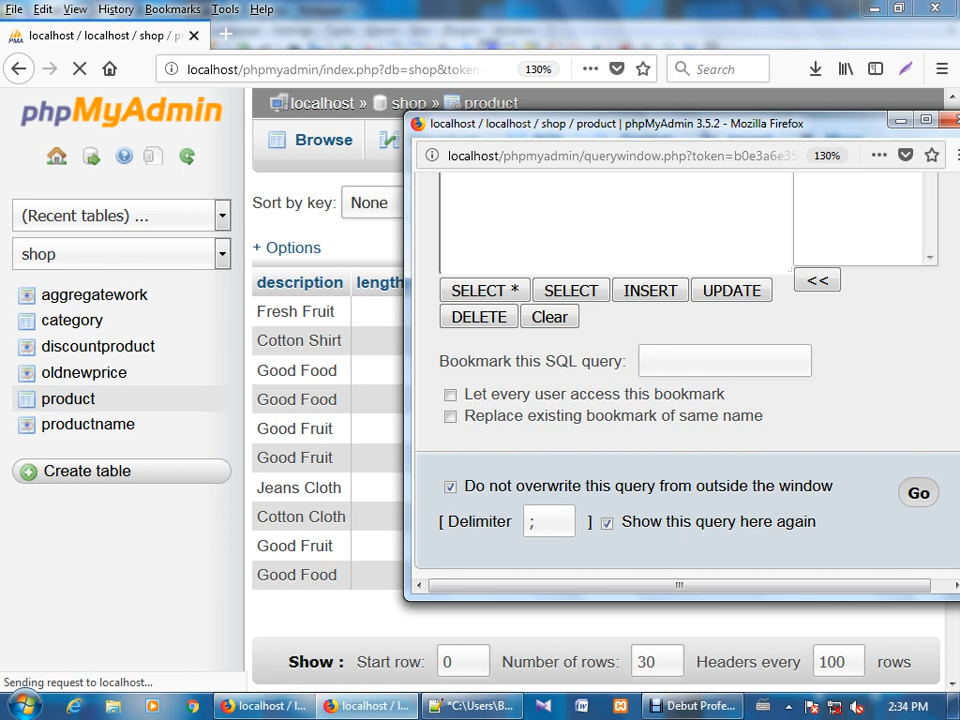 File Edit View History Bookmarks Tools Help
localhost / localhost / shop / p
localhost/phpmyadmin/index.php?db=shop&token 130% Search
phpMyAdmin
(Recent tables) ...
shop
aggregatework
category
discountproduct
oldnewprice
product
productname
Create table
localhost » shop » product
Browse
Sort by key: None
+ Options
description length
Fresh Fruit
Cotton Shirt
Good Food
Good Food
Good Fruit
Good Fruit
Jeans Cloth
Cotton Cloth
Good Fruit
Good Food
Show : Start row: 0 Number of rows: 30 Headers every 100 rows
localhost / localhost / shop / product | phpMyAdmin 3.5.2 - Mozilla Firefox
localhost/phpmyadmin/querywindow.php?token=b0e3a6e35 130%
<<
SELECT * SELECT INSERT UPDATE
DELETE Clear
Bookmark this SQL query:
Let every user access this bookmark
Replace existing bookmark of same name
Do not overwrite this query from outside the window
Go
[ Delimiter ; ] Show this query here again
Sending request to localhost...
localhost / l... localhost / l... *C:\Users\B... Debut Profe... 2:34 PM